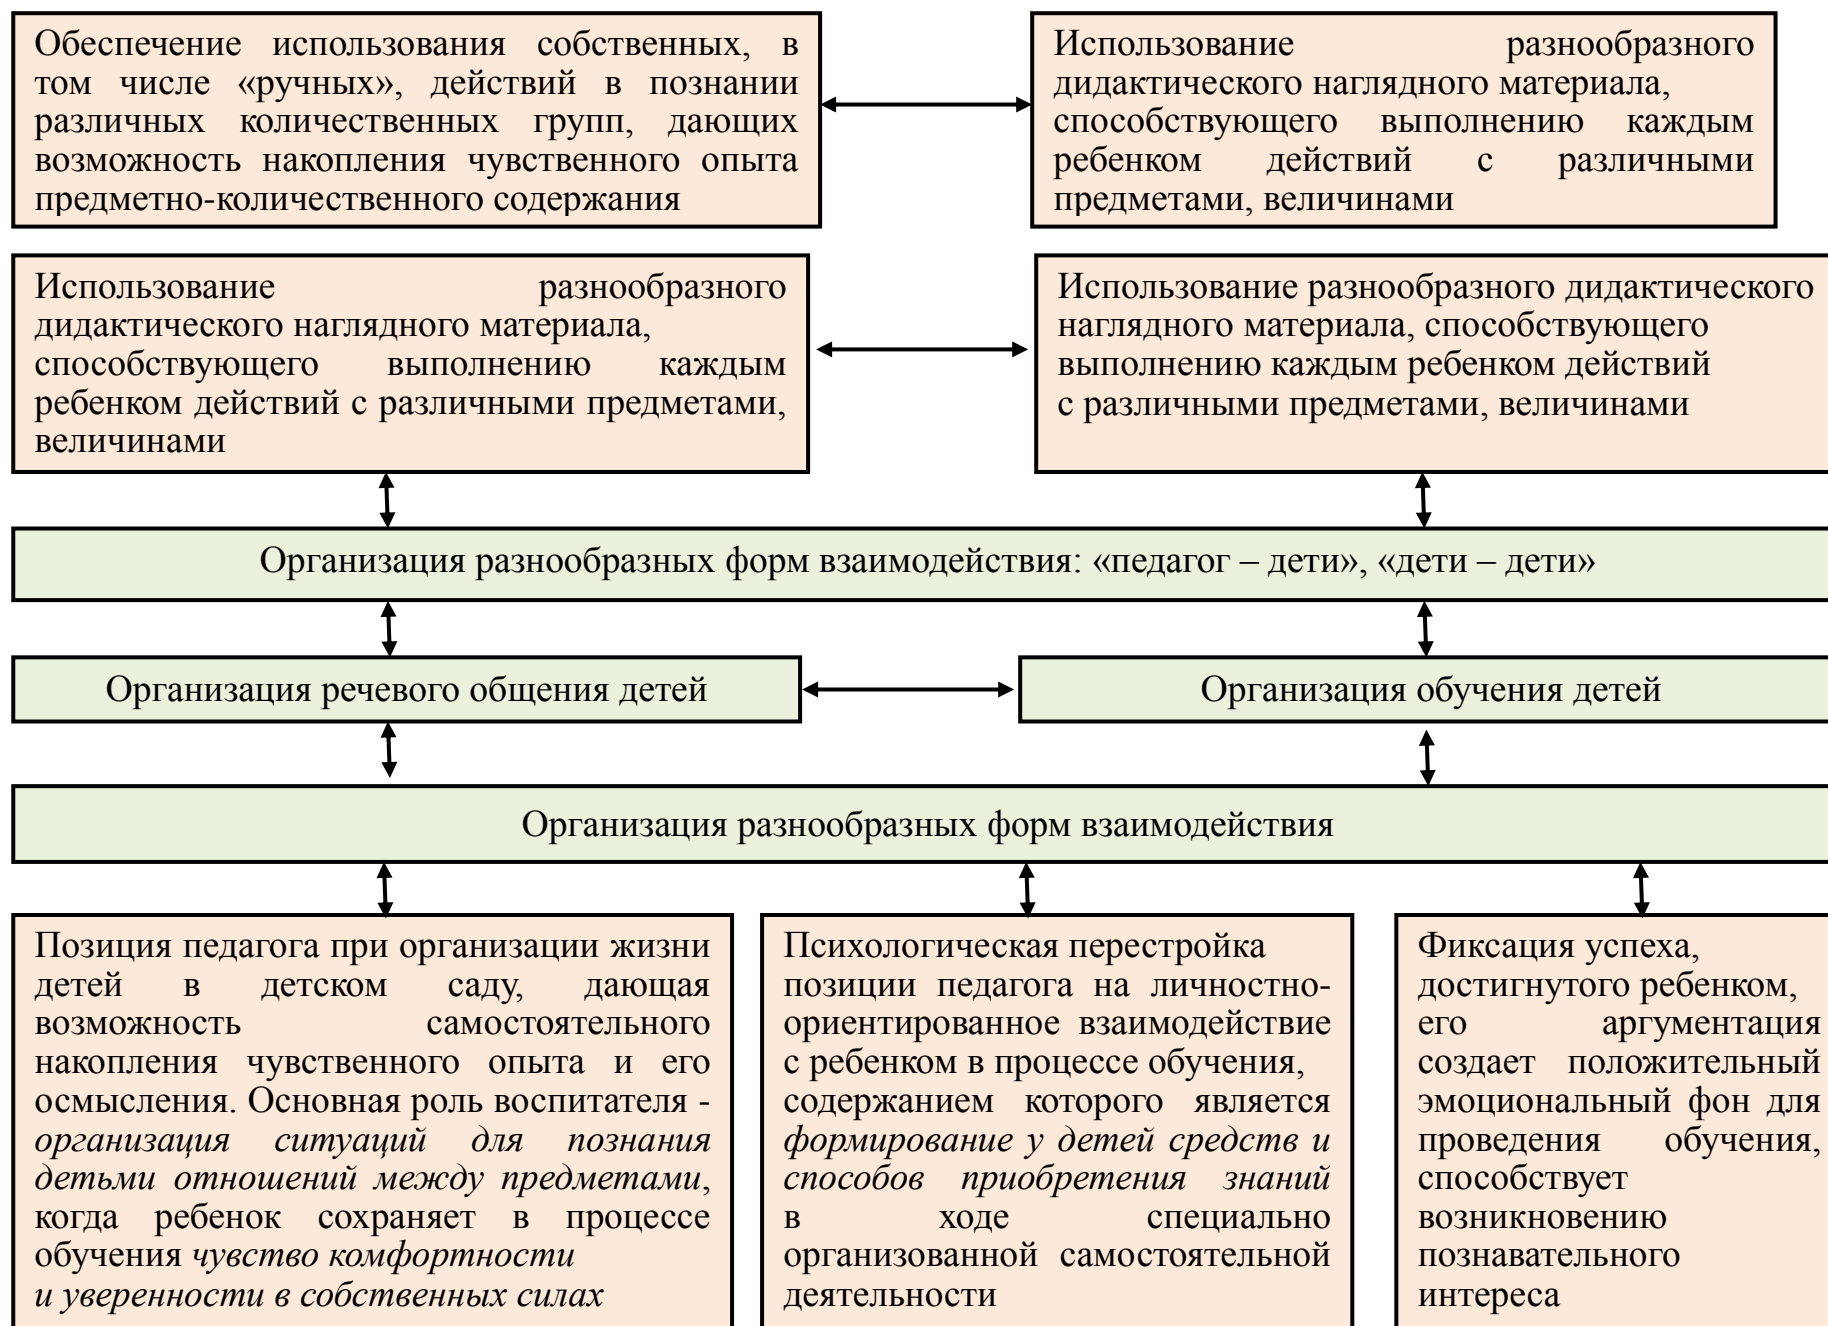 Обеспечение использования собственных, в
том числе «ручных», действий в познании
различных количественных групп, дающих
возможность накопления чувственного опыта
предметно-количественного содержания
Использование разнообразного
дидактического наглядного материала,
способствующего выполнению каждым
ребенком действий с различными
предметами, величинами
Использование разнообразного
дидактического наглядного материала,
способствующего выполнению каждым
ребенком действий с различными предметами,
величинами
Использование разнообразного дидактического
наглядного материала, способствующего
выполнению каждым ребенком действий
с различными предметами, величинами
Организация разнообразных форм взаимодействия: «педагог – дети», «дети – дети»
Организация речевого общения детей
Организация обучения детей
Организация разнообразных форм взаимодействия
Позиция педагога при организации жизни
детей в детском саду, дающая
возможность самостоятельного
накопления чувственного опыта и его
осмысления. Основная роль воспитателя -
организация ситуаций для познания
детьми отношений между предметами,
когда ребенок сохраняет в процессе
обучения чувство комфортности
и уверенности в собственных силах
Психологическая перестройка
позиции педагога на личностно-
ориентированное взаимодействие
с ребенком в процессе обучения,
содержанием которого является
формирование у детей средств и
способов приобретения знаний
в ходе специально
организованной самостоятельной
деятельности
Фиксация успеха,
достигнутого ребенком,
его аргументация
создает положительный
эмоциональный фон для
проведения обучения,
способствует
возникновению
познавательного
интереса